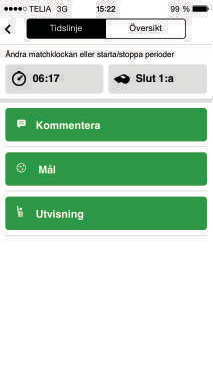 TELIA 3G 15:22 99 %
Tidslinje Översikt
Ändra matchklockan eller starta/stoppa perioder
06:17 Slut 1:a
Kommentera
Mål
Utvisning